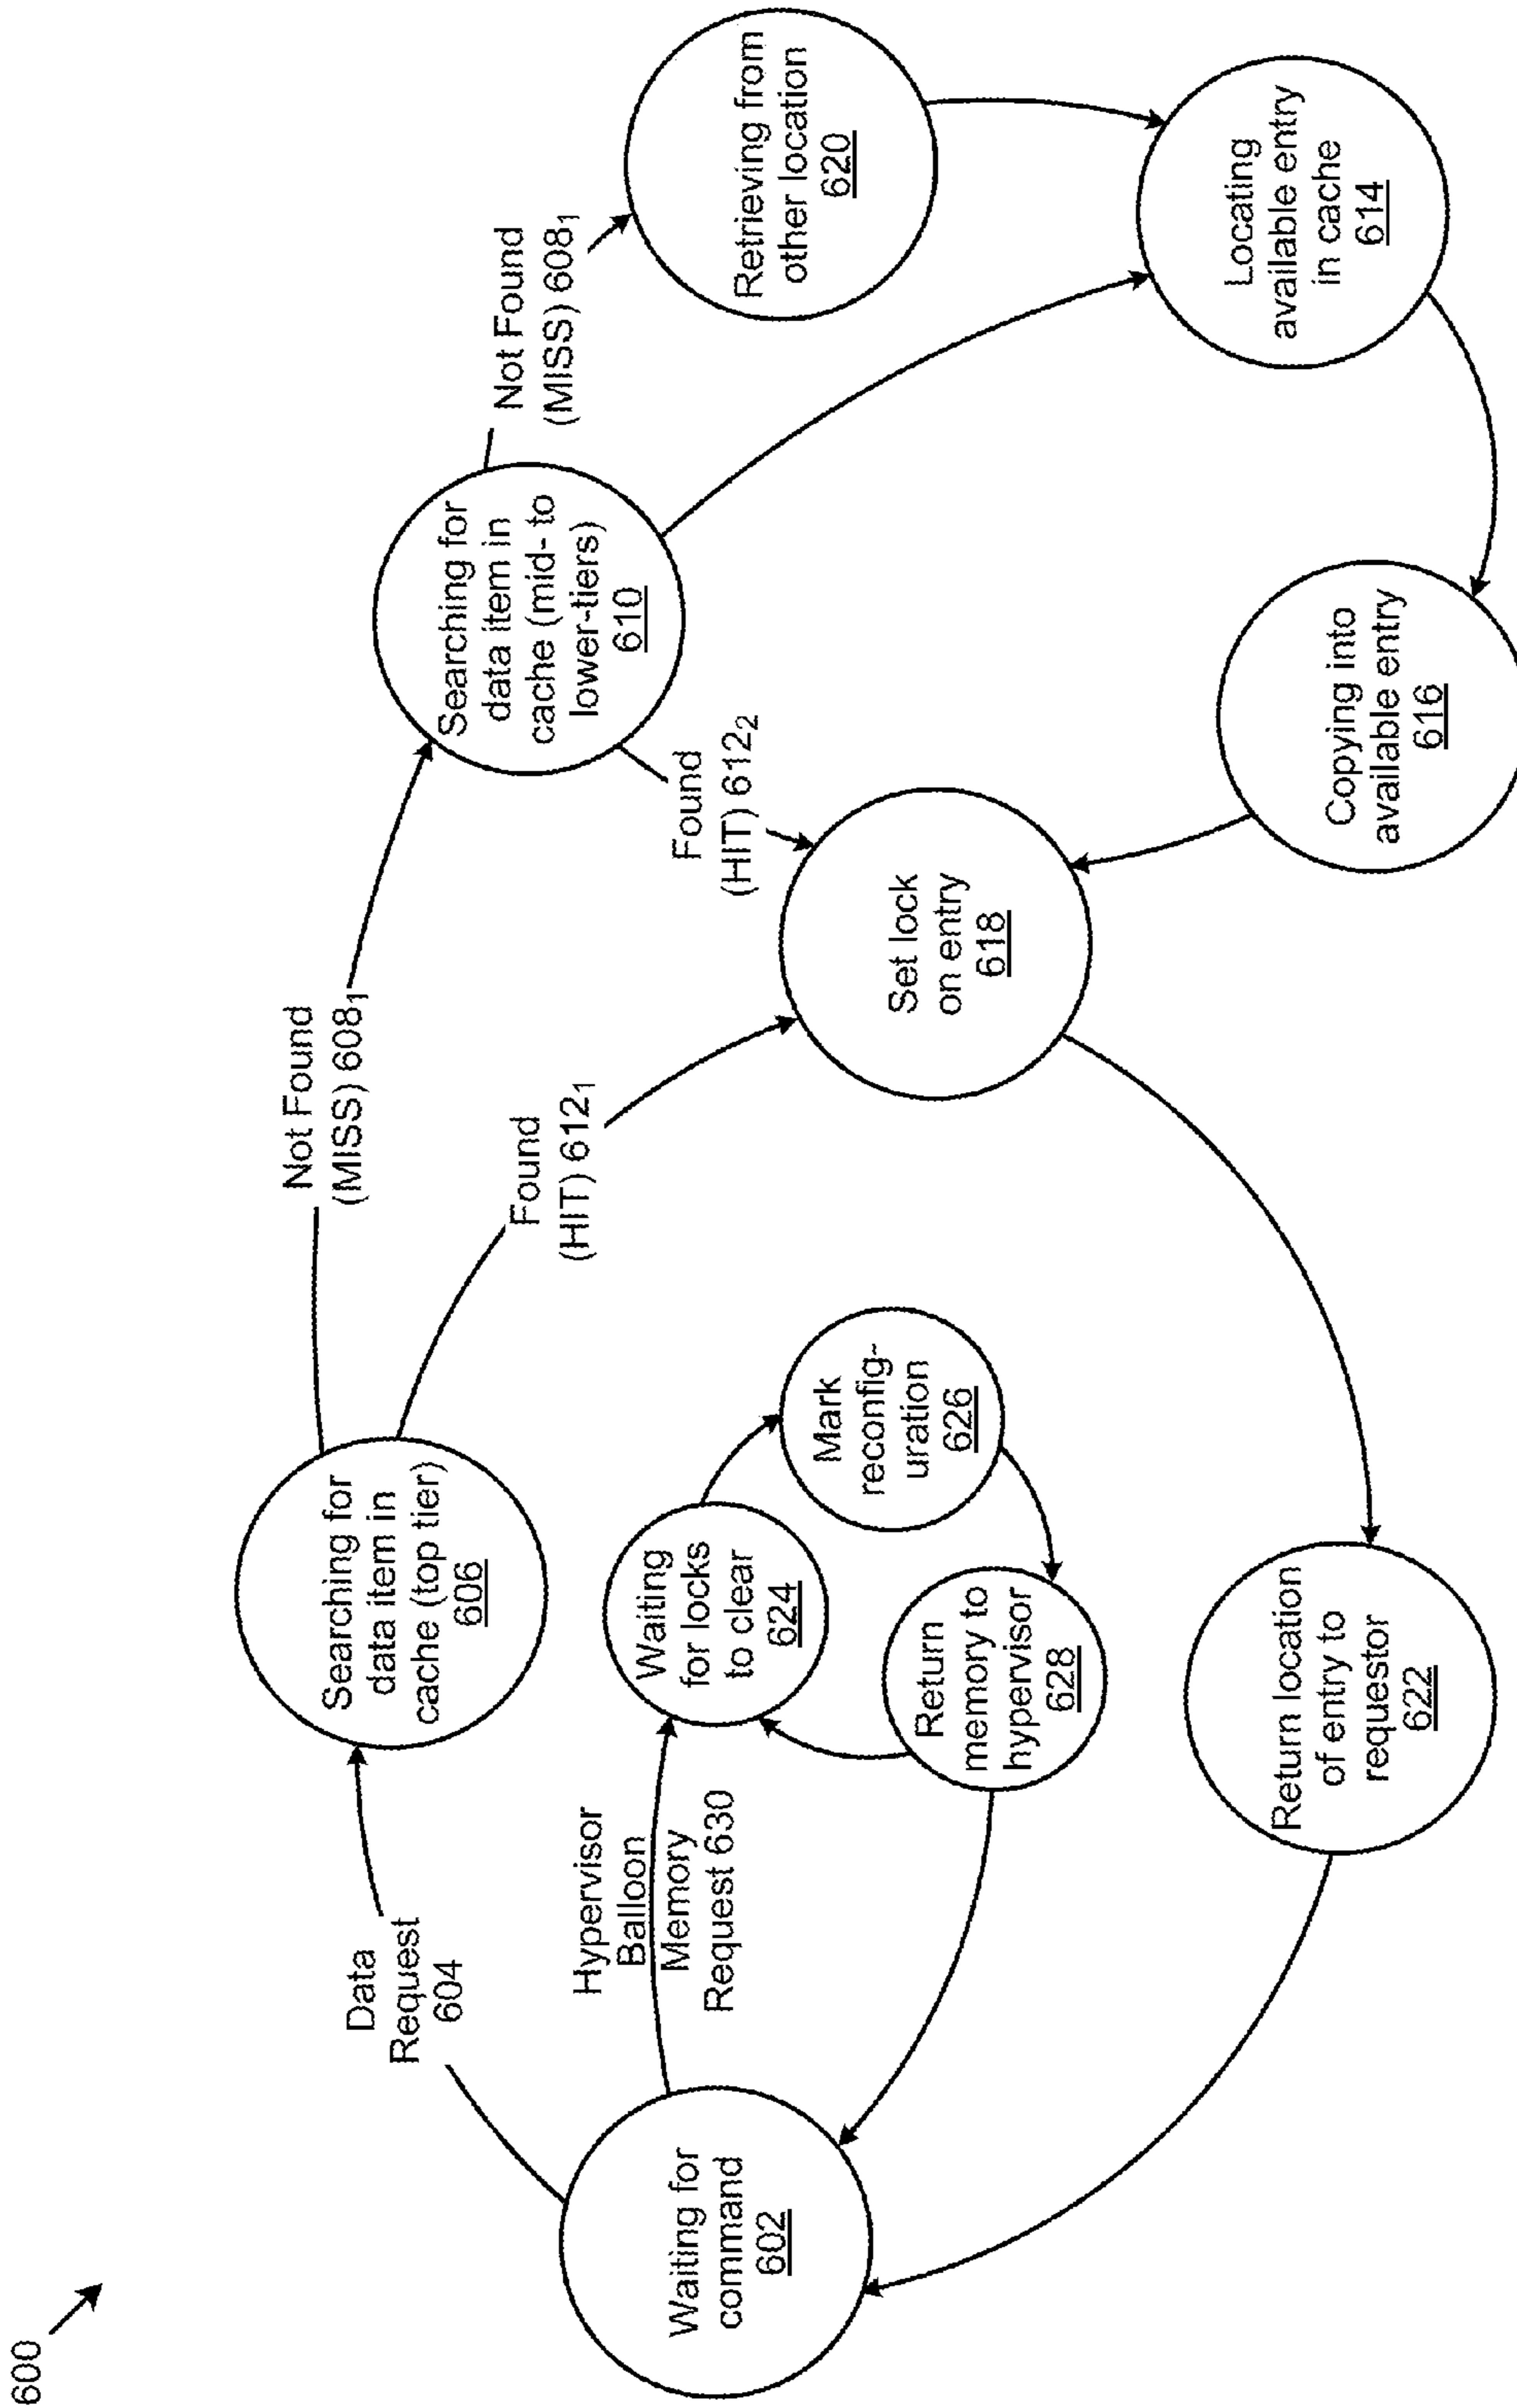 600
Waiting for
command
602
Data
Request
604
Searching for
data item in
cache (top tier)
606
Not Found
(MISS) 608₁
Searching for
data item in
cache (mid- to
lower-tiers)
610
Not Found
(MISS) 608₁
Retrieving from
other location
620
Locating
available entry
in cache
614
Copying into
available entry
616
Found
(HIT) 612₁
Found
(HIT) 612₂
Set lock
on entry
618
Hypervisor
Balloon
Memory
Request 630
Waiting
for locks
to clear
624
Mark
reconfig-
uration
626
Return
memory to
hypervisor
628
Return location
of entry to
requestor
622